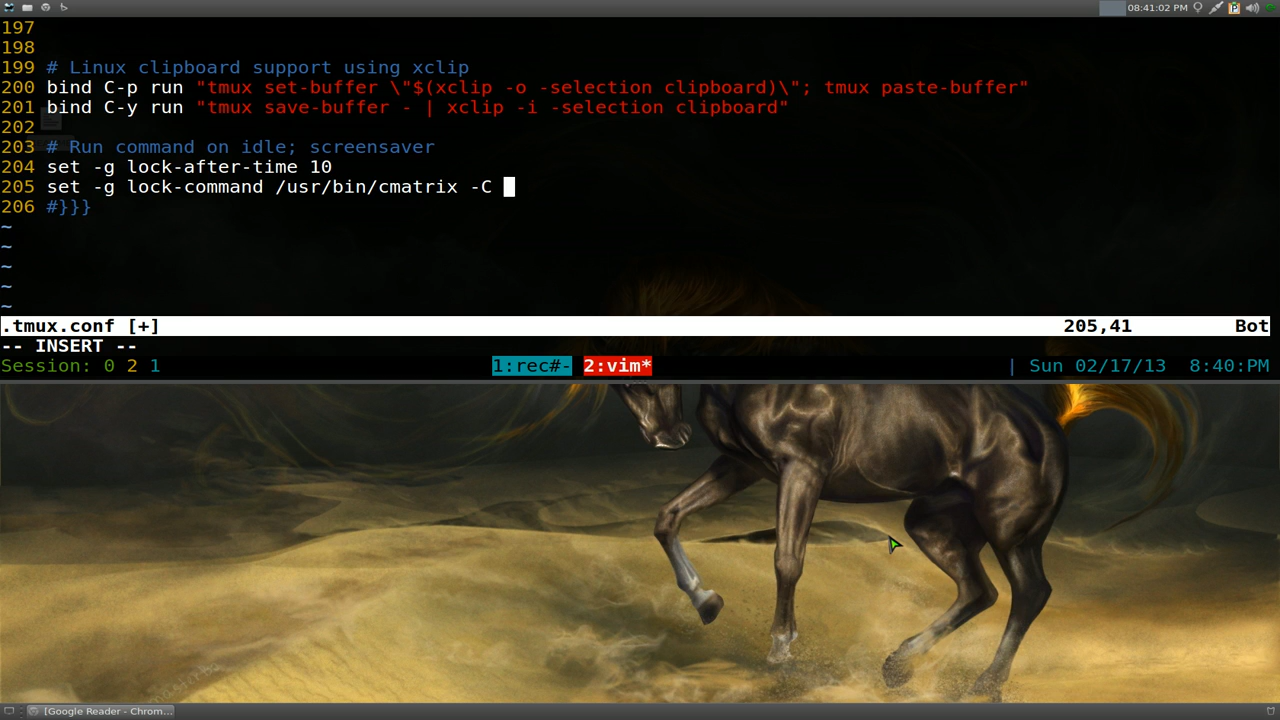 08:41:02 PM
197
198
199 # Linux clipboard support using xclip
200 bind C-p run "tmux set-buffer \"$(xclip -o -selection clipboard)\"; tmux paste-buffer"
201 bind C-y run "tmux save-buffer - | xclip -i -selection clipboard"
202
203 # Run command on idle; screensaver
204 set -g lock-after-time 10
205 set -g lock-command /usr/bin/cmatrix -C
206 #}}}
~
~
~
~
~
.tmux.conf [+] 205,41 Bot
-- INSERT --
Session: 0 2 1 1:rec#- 2:vim* | Sun 02/17/13 8:40:PM
[Google Reader - Chrom...